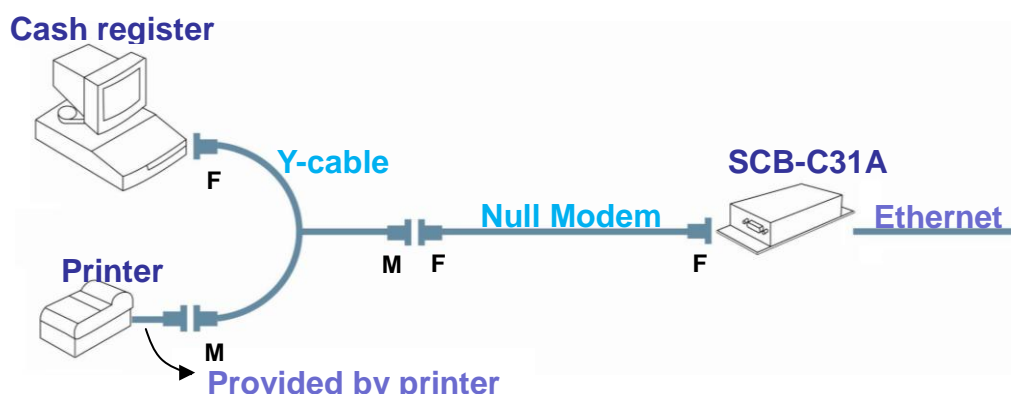 Cash register
Y-cable
F
SCB-C31A
Null Modem
Ethernet
M
F
F
Printer
M
Provided by printer